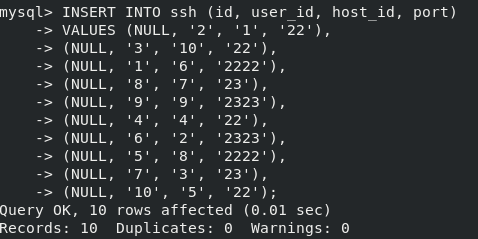 mysql> INSERT INTO ssh (id, user_id, host_id, port)
    -> VALUES (NULL, '2', '1', '22'),
    -> (NULL, '3', '10', '22'),
    -> (NULL, '1', '6', '2222'),
    -> (NULL, '8', '7', '23'),
    -> (NULL, '9', '9', '2323'),
    -> (NULL, '4', '4', '22'),
    -> (NULL, '6', '2', '2323'),
    -> (NULL, '5', '8', '2222'),
    -> (NULL, '7', '3', '23'),
    -> (NULL, '10', '5', '22');
Query OK, 10 rows affected (0.01 sec)
Records: 10  Duplicates: 0  Warnings: 0